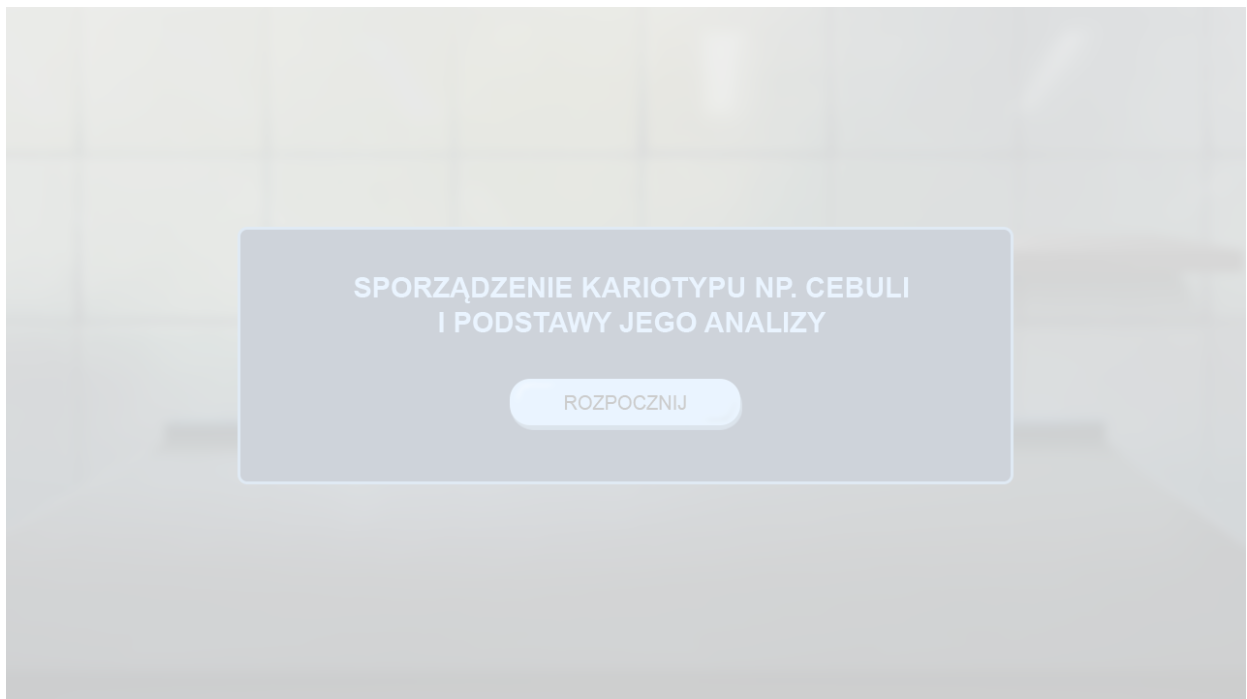 SPORZĄDZENIE KARIOTYPU NP. CEBULI
I PODSTAWY JEGO ANALIZY
ROZPOCZNIJ